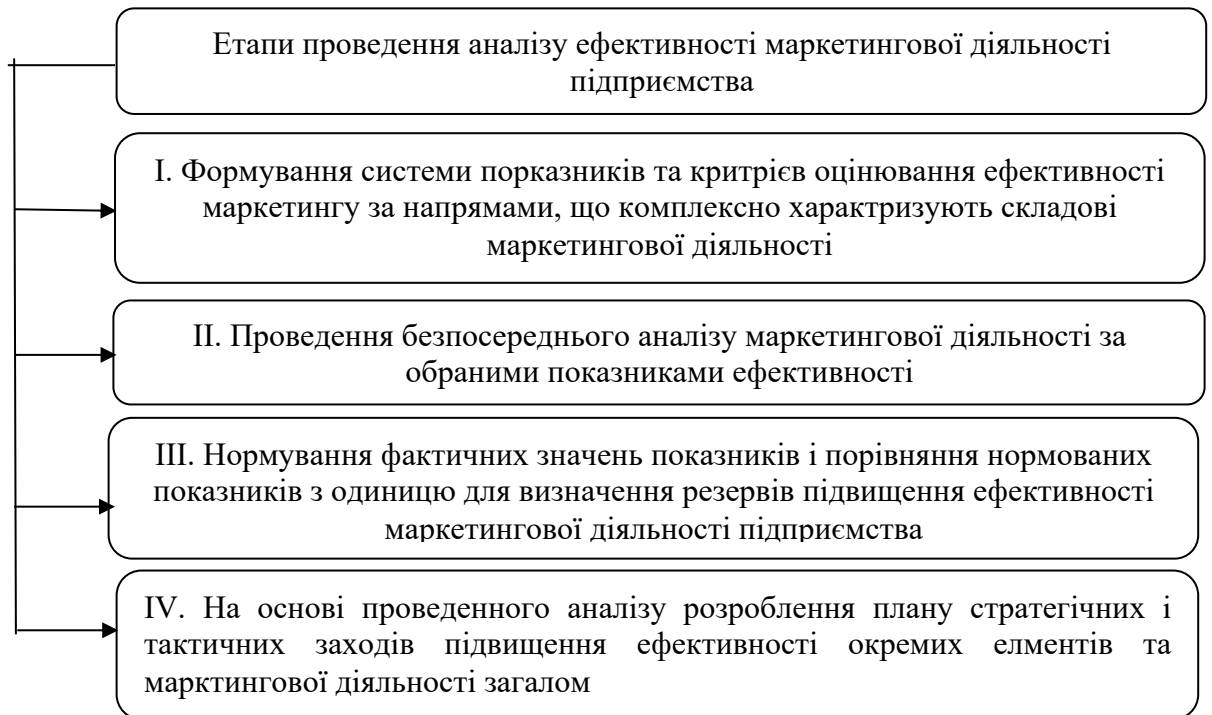 Етапи проведення аналізу ефективності маркетингової діяльності
підприємства
I. Формування системи порказників та критрієв оцінювання ефективності
маркетингу за напрямами, що комплексно характризують складові
маркетингової діяльності
II. Проведення безпосереднього аналізу маркетингової діяльності за
обраними показниками ефективності
III. Нормування фактичних значень показників і порівняння нормованих
показників з одиницю для визначення резервів підвищення ефективності
маркетингової діяльності підприємства
IV. На основі проведенного аналізу розроблення плану стратегічних і
тактичних заходів підвищення ефективності окремих елментів та
марктингової діяльності загалом